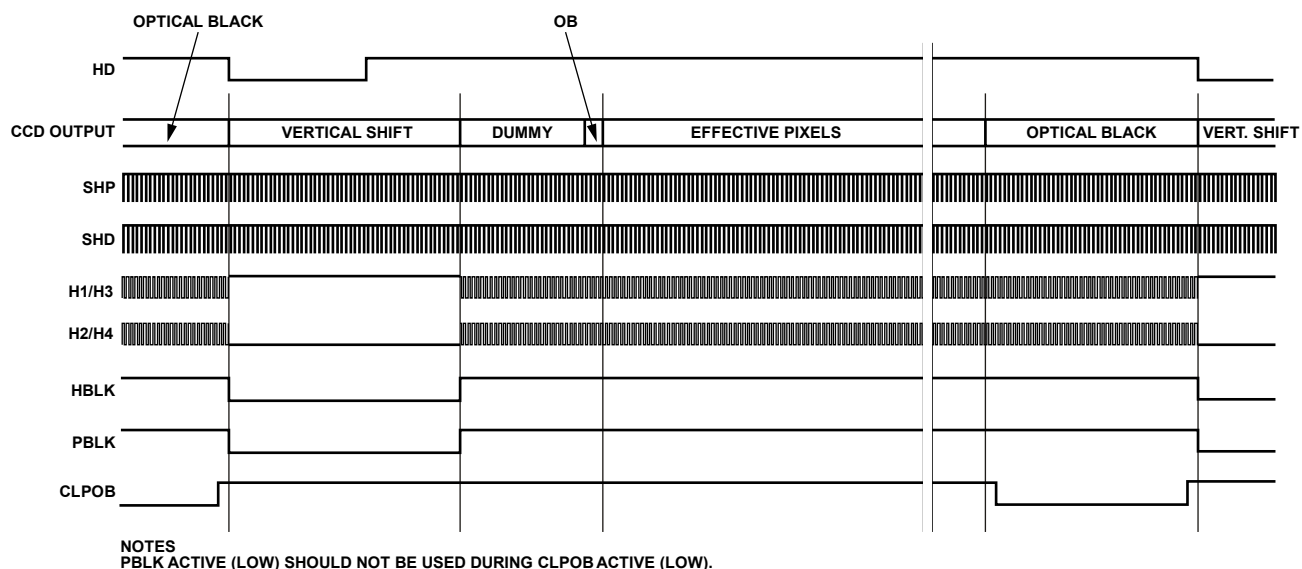 OPTICAL BLACK
OB
HD
CCD OUTPUT
VERTICAL SHIFT
DUMMY
EFFECTIVE PIXELS
OPTICAL BLACK
VERT. SHIFT
SHP
SHD
H1/H3
H2/H4
HBLK
PBLK
CLPOB
NOTES
PBLK ACTIVE (LOW) SHOULD NOT BE USED DURING CLPOB ACTIVE (LOW).